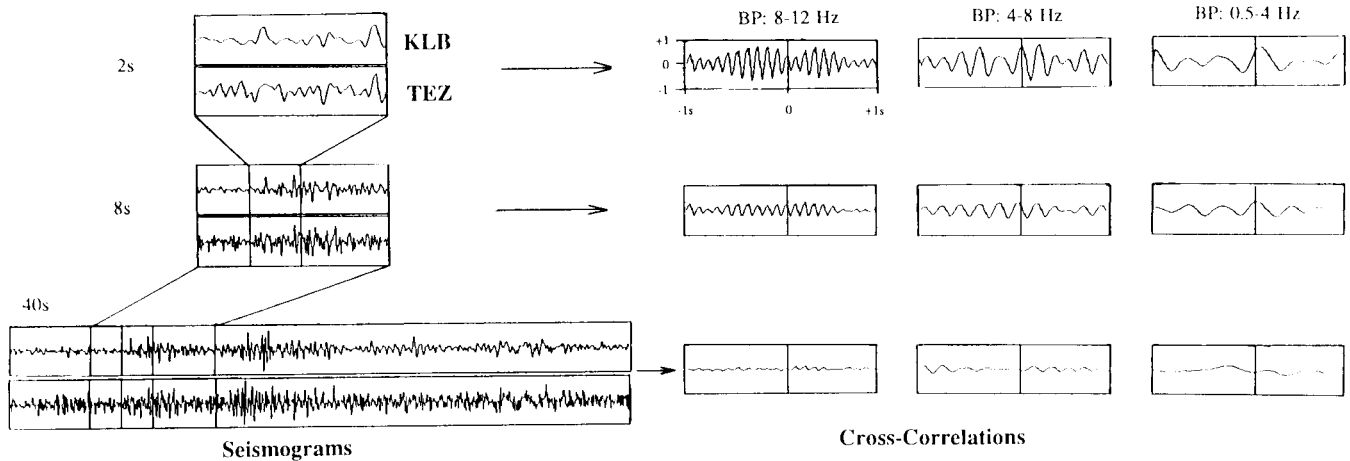 BP: 8-12 Hz
BP: 4-8 Hz
BP: 0.5-4 Hz
KLB
2s
TEZ
+1
0
-1
-1s
0
+1s
8s
40s
Seismograms
Cross-Correlations